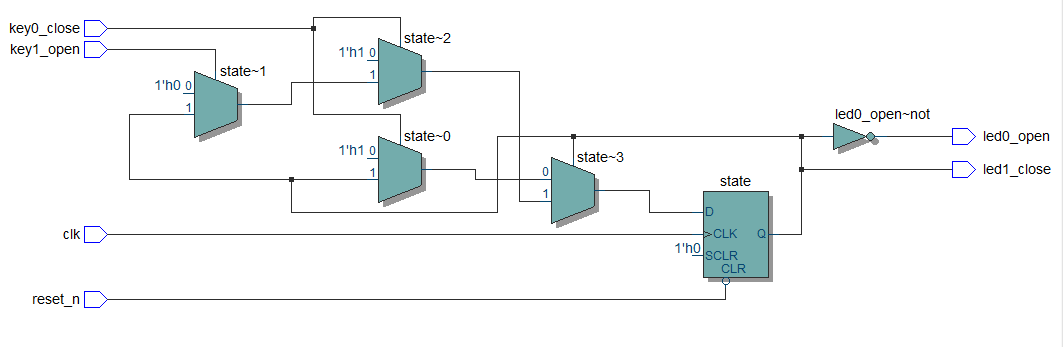 key0_close
key1_open
state~2
1'h1 0
1
state~1
1'h0 0
1
led0_open~not
led0_open
state~0
1'h1 0
1
state~3
0
1
led1_close
state
D
clk
CLK
Q
1'h0
SCLR
CLR
reset_n